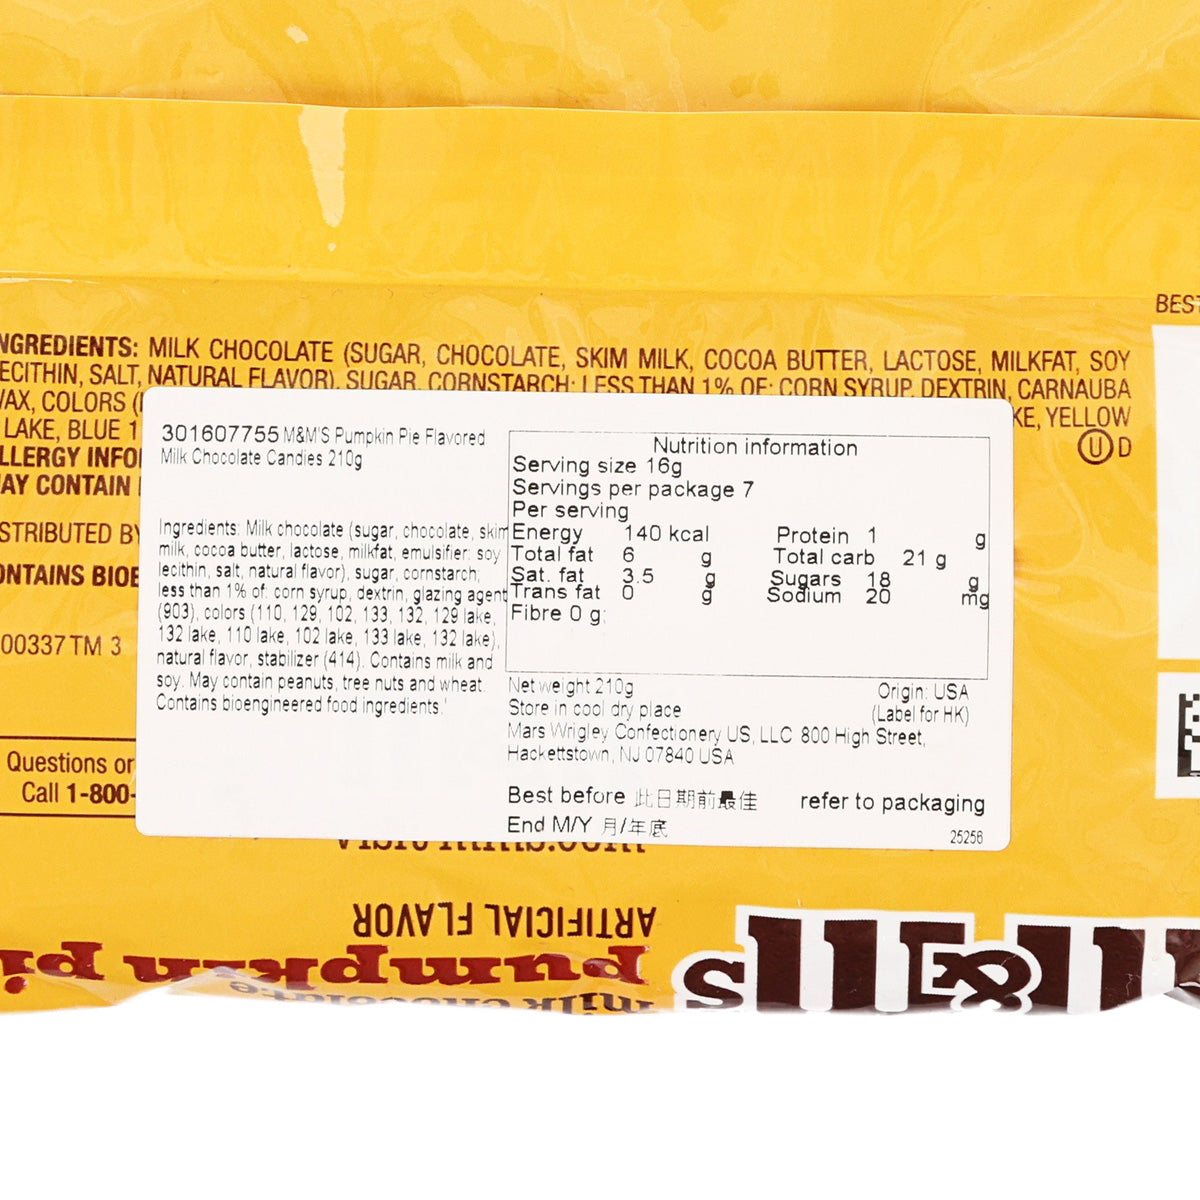 BEST
INGREDIENTS: MILK CHOCOLATE (SUGAR, CHOCOLATE, SKIM MILK, COCOA BUTTER, LACTOSE, MILKFAT, SOY
LECITHIN, SALT, NATURAL FLAVOR), SUGAR, CORNSTARCH; LESS THAN 1% OF: CORN SYRUP, DEXTRIN, CARNAUBA
WAX, COLORS ( KE, YELLOW
LAKE, BLUE 1 U D
ALLERGY INFO
MAY CONTAIN
DISTRIBUTED BY
CONTAINS BIOE
00337 TM 3
Questions or
Call 1-800-
301607755 M&M'S Pumpkin Pie Flavored
Milk Chocolate Candies 210g
Ingredients: Milk chocolate (sugar, chocolate, skim
milk, cocoa butter, lactose, milkfat, emulsifier: soy
lecithin, salt, natural flavor), sugar, cornstarch;
less than 1% of: corn syrup, dextrin, glazing agent
(903), colors (110, 129, 102, 133, 132, 129 lake,
132 lake, 110 lake, 102 lake, 133 lake, 132 lake),
natural flavor, stabilizer (414). Contains milk and
soy. May contain peanuts, tree nuts and wheat.
Contains bioengineered food ingredients.'
Nutrition information
Serving size 16g
Servings per package 7
Per serving
Energy 140 kcal Protein 1 g
Total fat 6 g Total carb 21 g
Sat. fat 3.5 g Sugars 18 g
Trans fat 0 g Sodium 20 mg
Fibre 0 g;
Net weight 210g Origin: USA
Store in cool dry place (Label for HK)
Mars Wrigley Confectionery US, LLC 800 High Street,
Hackettstown, NJ 07840 USA
Best before 此日期前最佳 refer to packaging
End M/Y 月/年底
25256
ARTIFICIAL FLAVOR
pumpkin pi
milk chocolate
m&m's